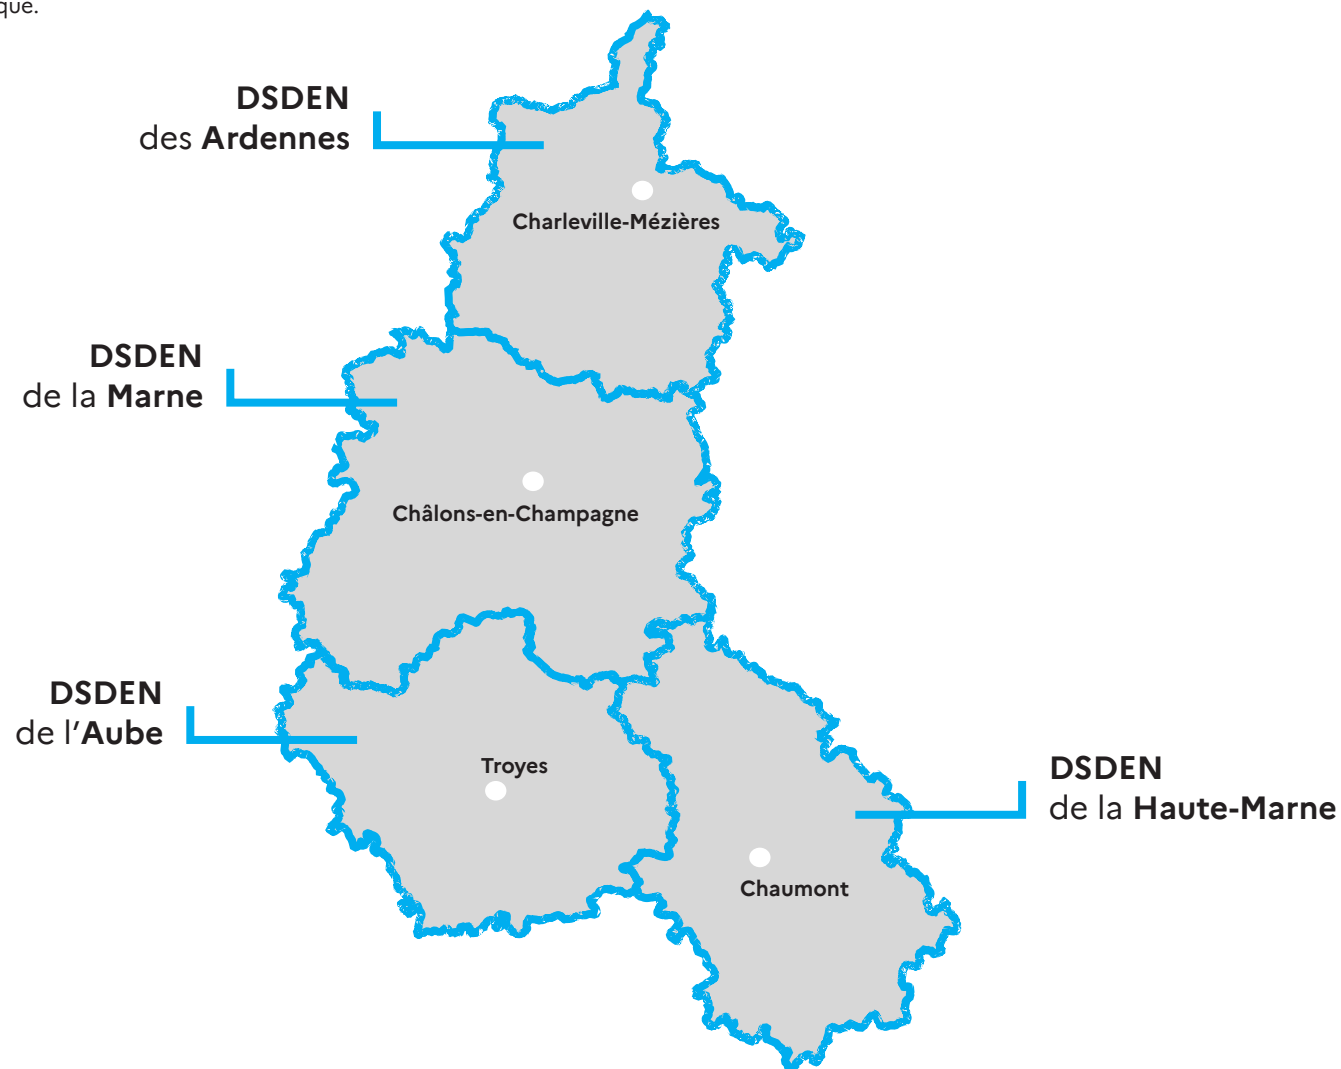 que.
DSDEN
des Ardennes
Charleville-Mézières
DSDEN
de la Marne
Châlons-en-Champagne
DSDEN
de l’Aube
Troyes
DSDEN
de la Haute-Marne
Chaumont